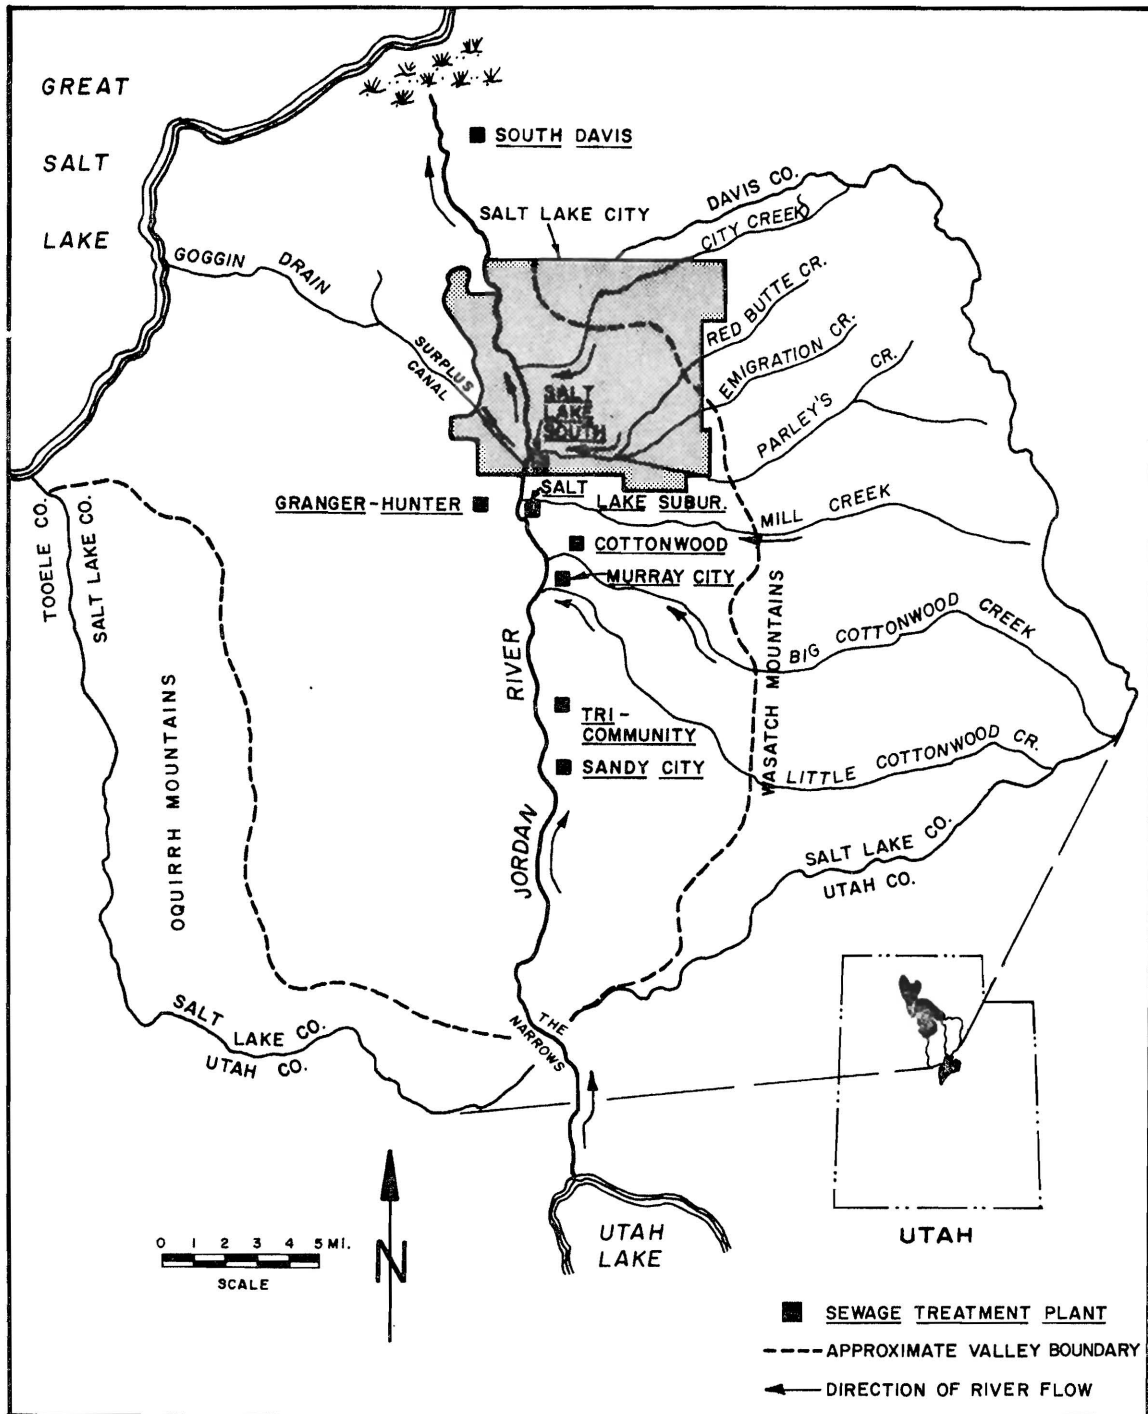 GREAT
SALT
LAKE
SOUTH DAVIS
SALT LAKE CITY
DAVIS CO.
CITY CREEK
GOGGIN DRAIN
RED BUTTE CR.
SURPLUS
CANAL
EMIGRATION CR.
SALT
LAKE
SOUTH
PARLEY'S CR.
GRANGER-HUNTER
SALT
LAKE SUBUR.
MILL CREEK
COTTONWOOD
MURRAY CITY
TOOELE CO.
SALT LAKE CO.
BIG COTTONWOOD CREEK
WASATCH MOUNTAINS
JORDAN RIVER
TRI-
COMMUNITY
SANDY CITY
LITTLE COTTONWOOD CR.
OQUIRRH MOUNTAINS
SALT LAKE CO.
UTAH CO.
SALT LAKE CO.
UTAH CO.
THE
NARROWS
UTAH
LAKE
UTAH
0 1 2 3 4 5 MI.
SCALE
N
SEWAGE TREATMENT PLANT
APPROXIMATE VALLEY BOUNDARY
DIRECTION OF RIVER FLOW